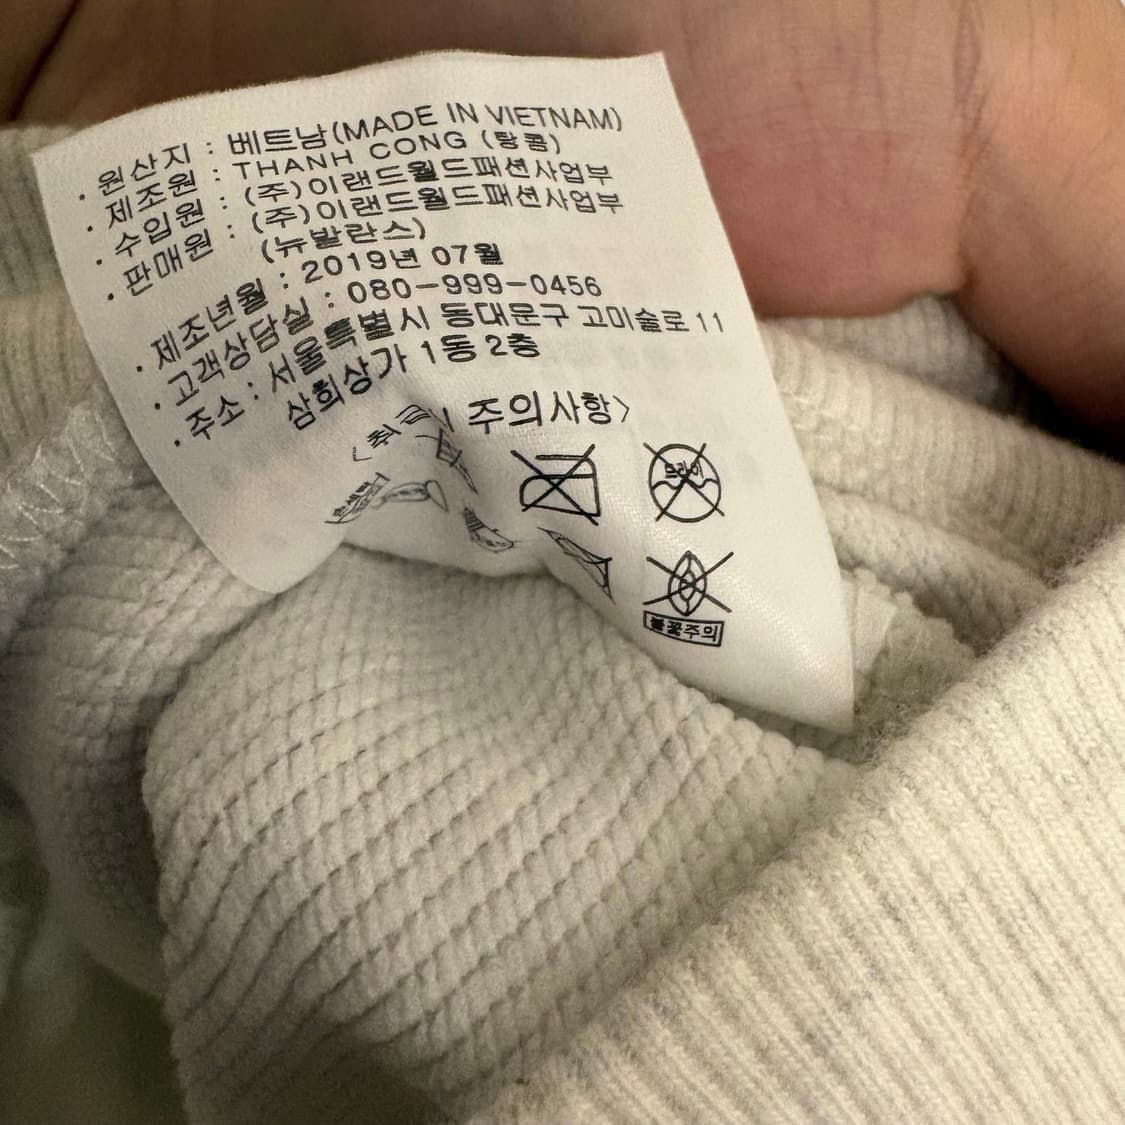 · 원산지 : 베트남(MADE IN VIETNAM)
· 제조원 : THANH CONG (탕콤)
· 수입원 : (주)이랜드월드패션사업부
· 판매원 : (주)이랜드월드패션사업부
(뉴발란스)
· 제조년월 : 2019년 07월
· 고객상담실 : 080-999-0456
· 주소 : 서울특별시 동대문구 고미술로 11
삼희상가 1동 2층
〈취급 주의사항〉
드라이
불꽃주의